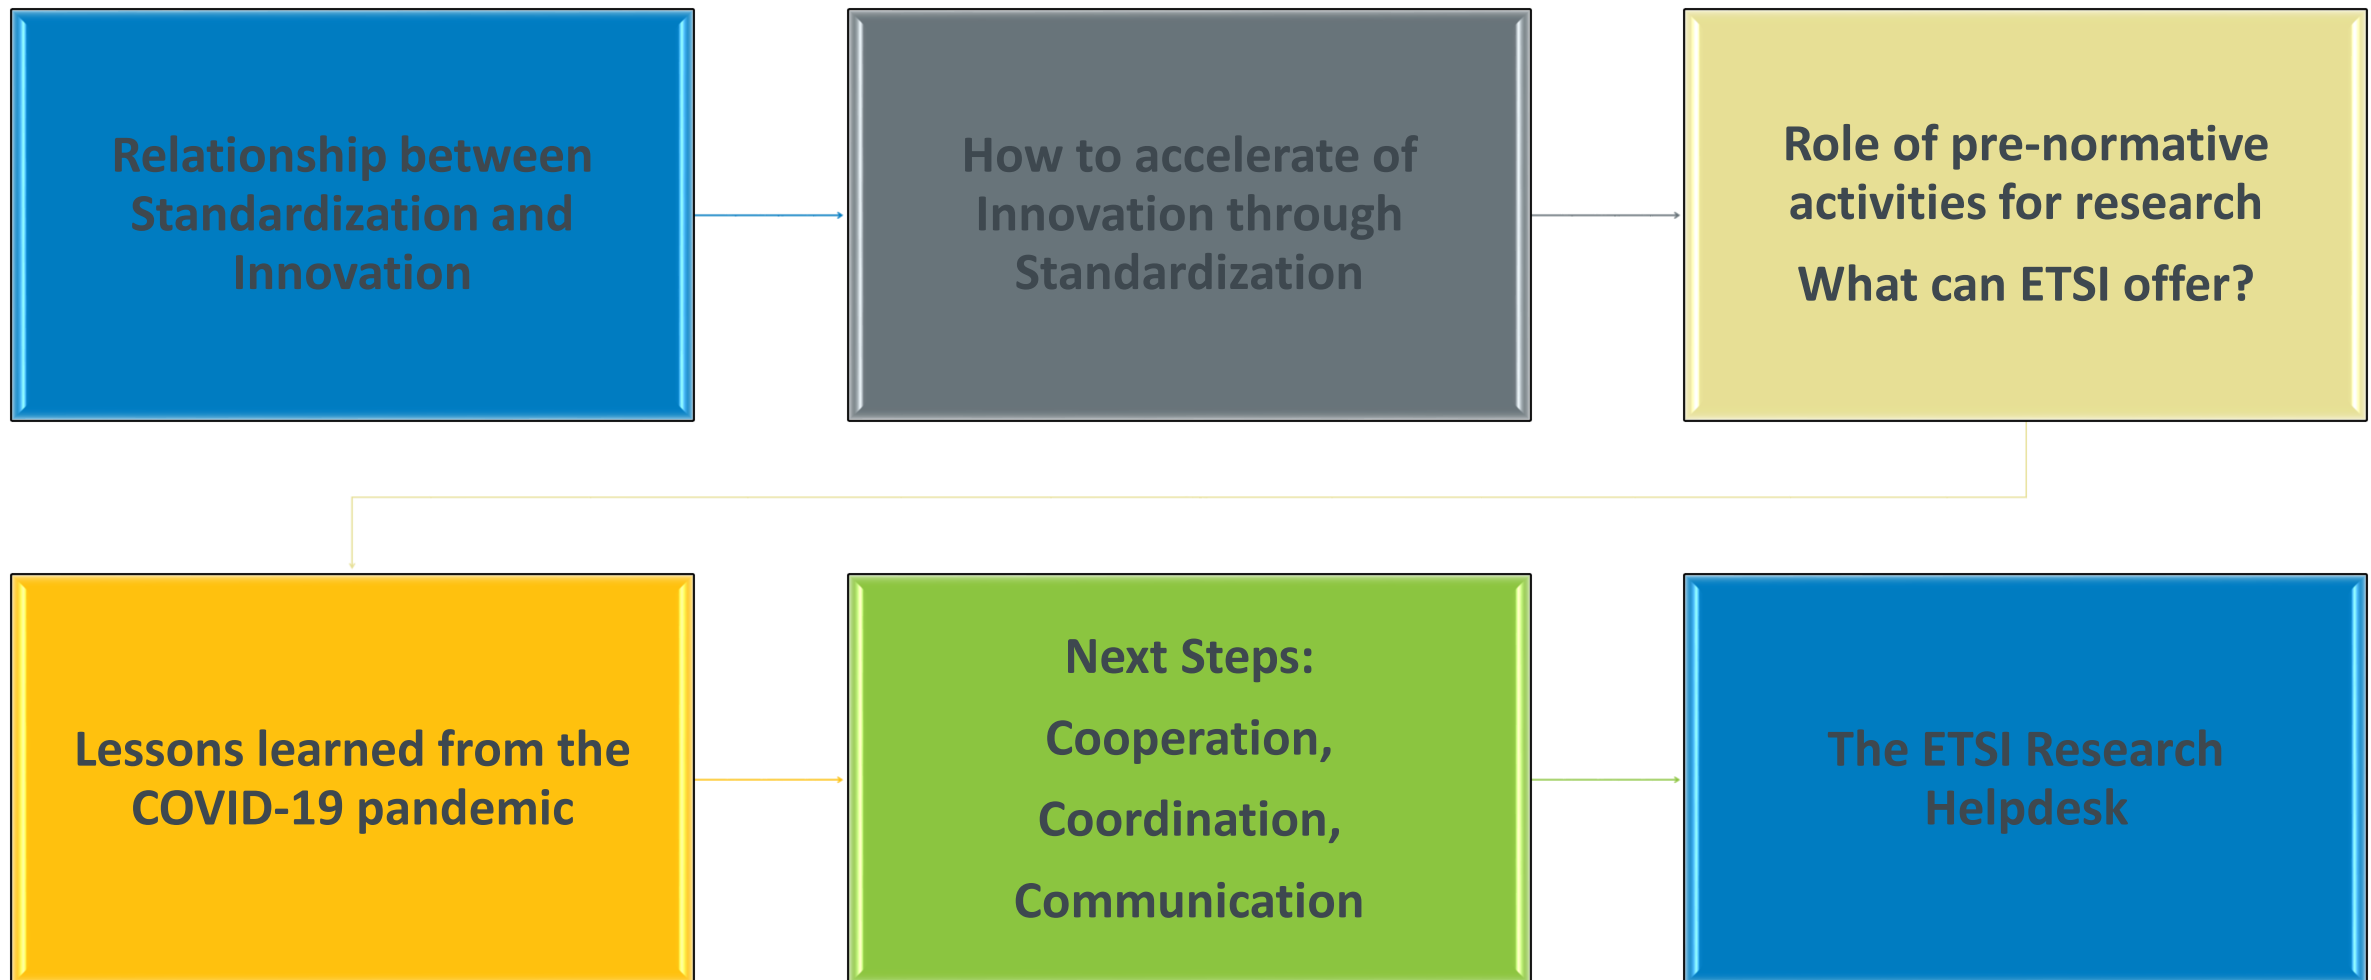 Relationship between
Standardization and
Innovation
How to accelerate of
Innovation through
Standardization
Role of pre-normative
activities for research
What can ETSI offer?
Lessons learned from the
COVID-19 pandemic
Next Steps:
Cooperation,
Coordination,
Communication
The ETSI Research
Helpdesk